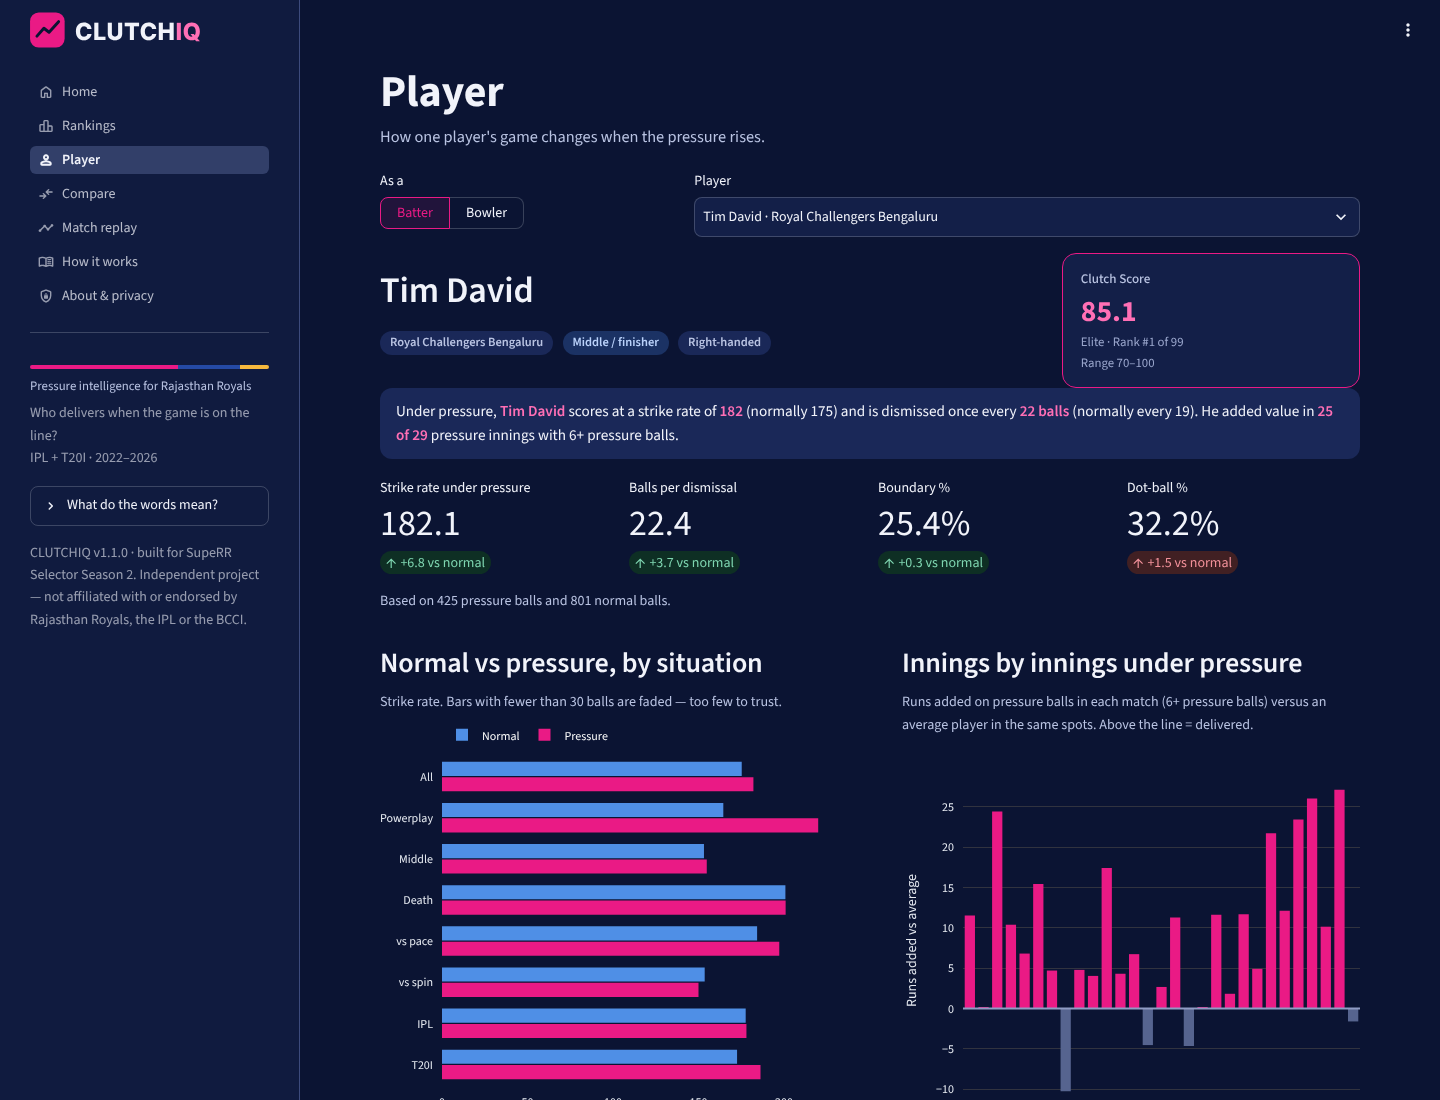 CLUTCHIQ
Home
Rankings
Player
Compare
Match replay
How it works
About & privacy
Pressure intelligence for Rajasthan Royals
Who delivers when the game is on the
line?
IPL + T20I · 2022–2026
What do the words mean?
CLUTCHIQ v1.1.0 · built for SupeRR
Selector Season 2. Independent project
— not affiliated with or endorsed by
Rajasthan Royals, the IPL or the BCCI.
Player
How one player's game changes when the pressure rises.
As a
Batter
Bowler
Player
Tim David · Royal Challengers Bengaluru
Tim David
Royal Challengers Bengaluru
Middle / finisher
Right-handed
Clutch Score
85.1
Elite · Rank #1 of 99
Range 70–100
Under pressure, Tim David scores at a strike rate of 182 (normally 175) and is dismissed once every 22 balls (normally every 19). He added value in 25
of 29 pressure innings with 6+ pressure balls.
Strike rate under pressure
182.1
↑ +6.8 vs normal
Balls per dismissal
22.4
↑ +3.7 vs normal
Boundary %
25.4%
↑ +0.3 vs normal
Dot-ball %
32.2%
↑ +1.5 vs normal
Based on 425 pressure balls and 801 normal balls.
Normal vs pressure, by situation
Strike rate. Bars with fewer than 30 balls are faded — too few to trust.
Normal
Pressure
All
Powerplay
Middle
Death
vs pace
vs spin
IPL
T20I
0 50 100 150 200
Innings by innings under pressure
Runs added on pressure balls in each match (6+ pressure balls) versus an
average player in the same spots. Above the line = delivered.
Runs added vs average
25
20
15
10
5
0
−5
−10